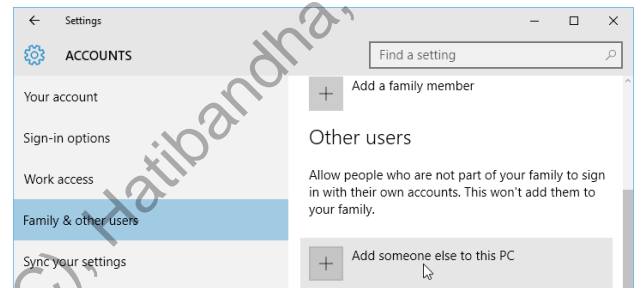 Settings
ACCOUNTS
Find a setting
Your account
Sign-in options
Work access
Family & other users
Sync your settings
Add a family member
Other users
Allow people who are not part of your family to sign
in with their own accounts. This won't add them to
your family.
Add someone else to this PC
C), Hatibandha,